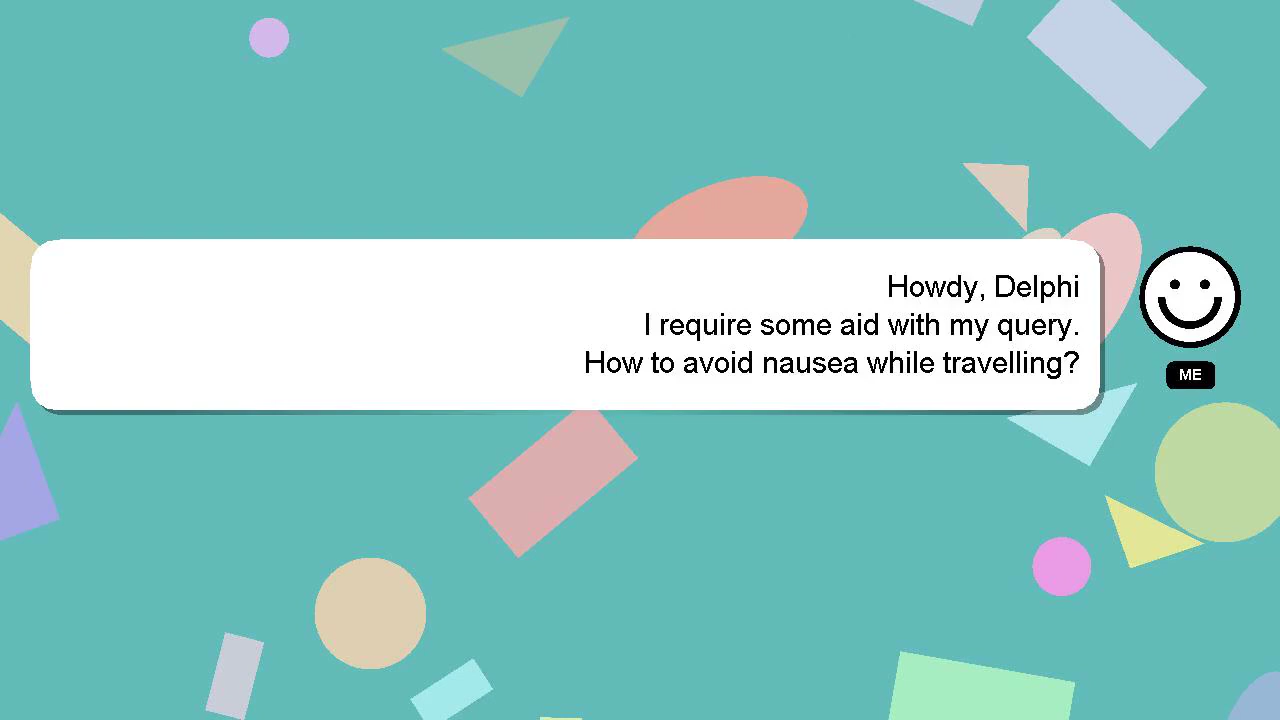 Howdy, Delphi
I require some aid with my query.
How to avoid nausea while travelling?
ME